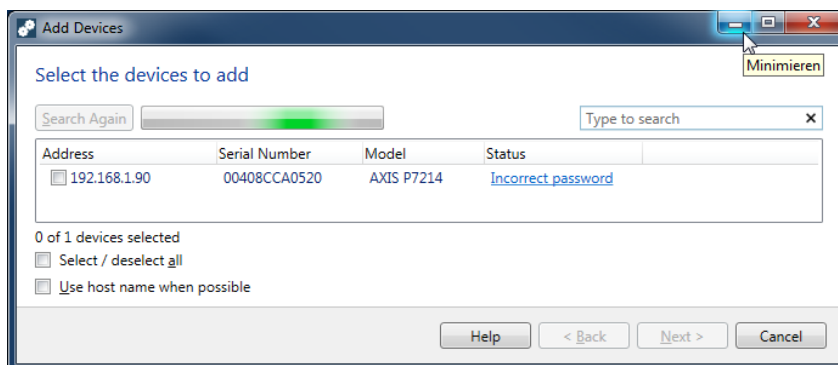 Add Devices
Minimieren
Select the devices to add
Search Again
Type to search
Address Serial Number Model Status
192.168.1.90 00408CCA0520 AXIS P7214 Incorrect password
0 of 1 devices selected
Select / deselect all
Use host name when possible
Help < Back Next > Cancel